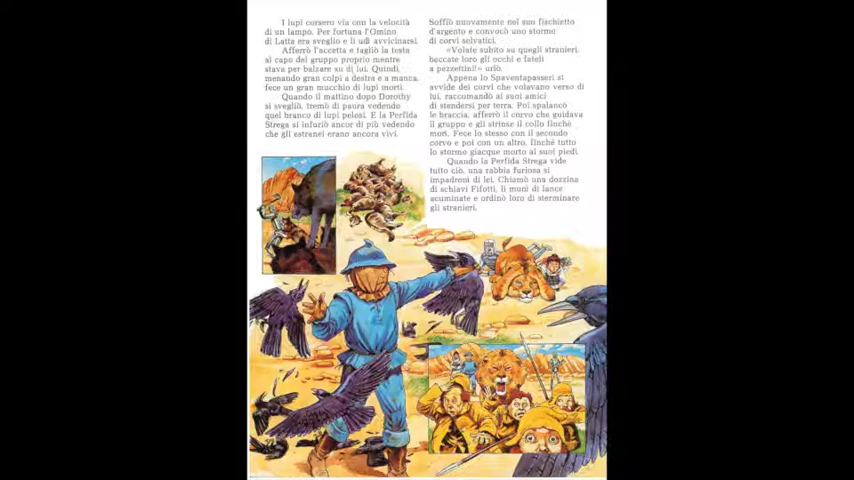 I lupi corsero via con la velocità
di un lampo. Per fortuna l'Omino
di Latta era sveglio e li udì avvicinarsi.
Afferrò l'accetta e tagliò la testa
al capo del gruppo proprio mentre
stava per balzare su di lui. Quindi,
menando gran colpi a destra e a manca,
fece un gran mucchio di lupi morti.
Quando il mattino dopo Dorothy
si svegliò, tremò di paura vedendo
quel branco di lupi pelosi. E la Perfida
Strega si infuriò ancor di più vedendo
che gli estranei erano ancora vivi.
Soffiò nuovamente nel suo fischietto
d'argento e convocò uno stormo
di corvi selvatici.
«Volate subito su quegli stranieri,
beccate loro gli occhi e fateli
a pezzettini!» urlò.
Appena lo Spaventapasseri si
avvide dei corvi che volavano verso di
lui, raccomandò ai suoi amici
di stendersi per terra. Poi spalancò
le braccia, afferrò il corvo che guidava
il gruppo e gli strinse il collo finché
morì. Fece lo stesso con il secondo
corvo e poi con un altro, finché tutto
lo stormo giacque morto ai suoi piedi.
Quando la Perfida Strega vide
tutto ciò, una rabbia furiosa si
impadronì di lei. Chiamò una dozzina
di schiavi Fifotti, li munì di lance
acuminate e ordinò loro di sterminare
gli stranieri.